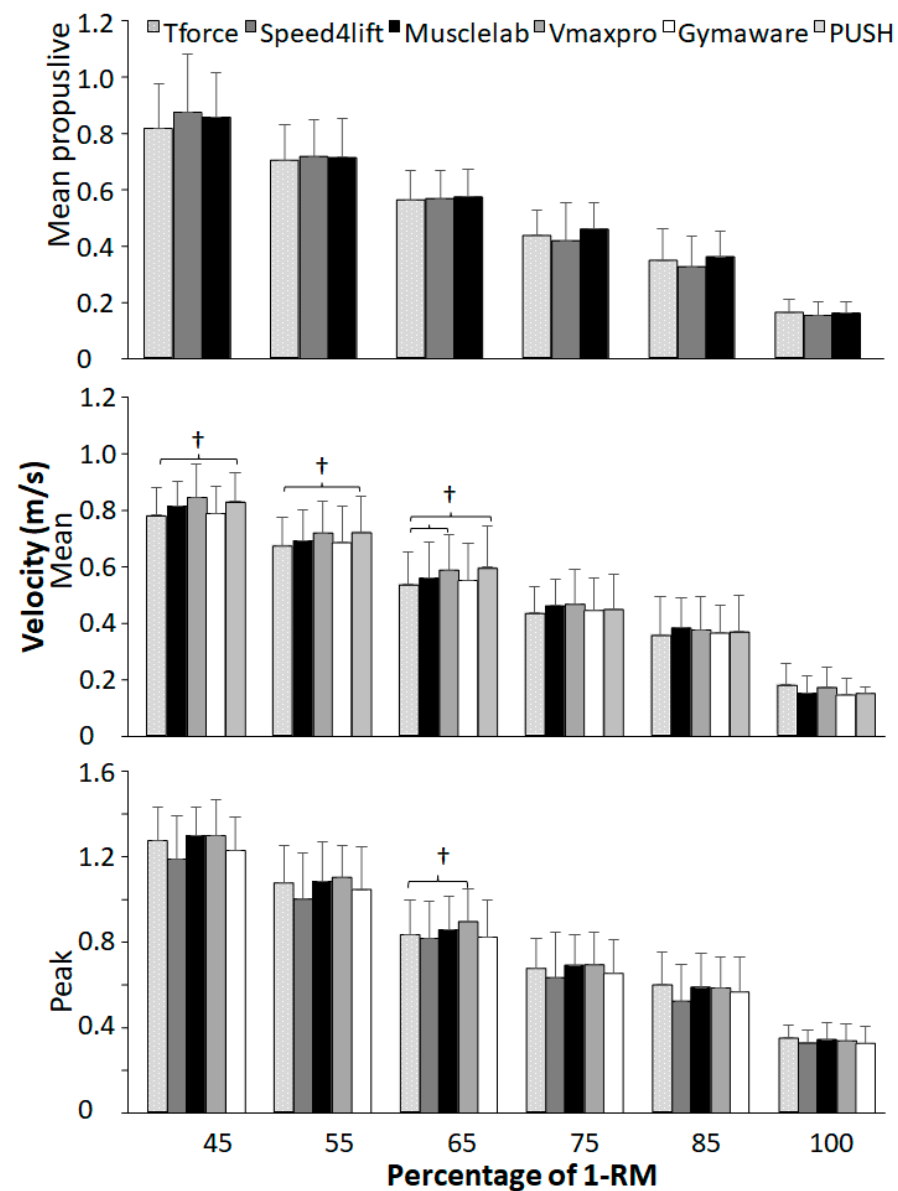 1.2
Tforce Speed4lift Musclelab Vmaxpro Gymaware PUSH
1.0
0.8
0.6
0.4
0.2
0
Mean propuslive
1.2
1.0
0.8
0.6
0.4
0.2
0
† † †
Velocity (m/s)
Mean
1.6
1.2
0.8
0.4
0
†
Peak
45 55 65 75 85 100
Percentage of 1-RM